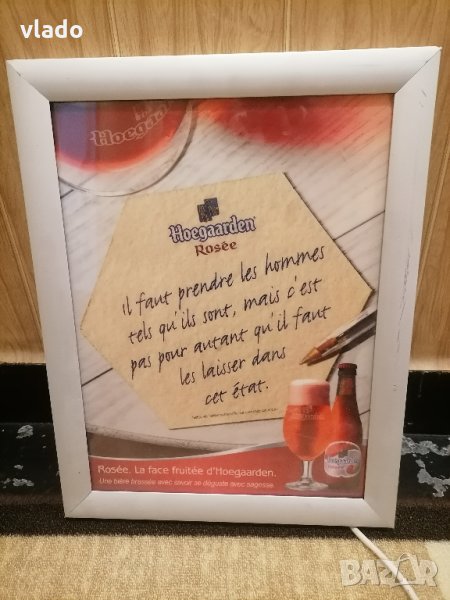 vlado
Hoegaa
Hoegaarden
Rosée
Il faut prendre les hommes
tels qu'ils sont, mais c'est
pas pour autant qu'il faut
les laisser dans
cet état.
Rosée. La face fruitée d'Hoegaarden.
Une bière brassée avec savoir se déguste avec sagesse.
BAZAR